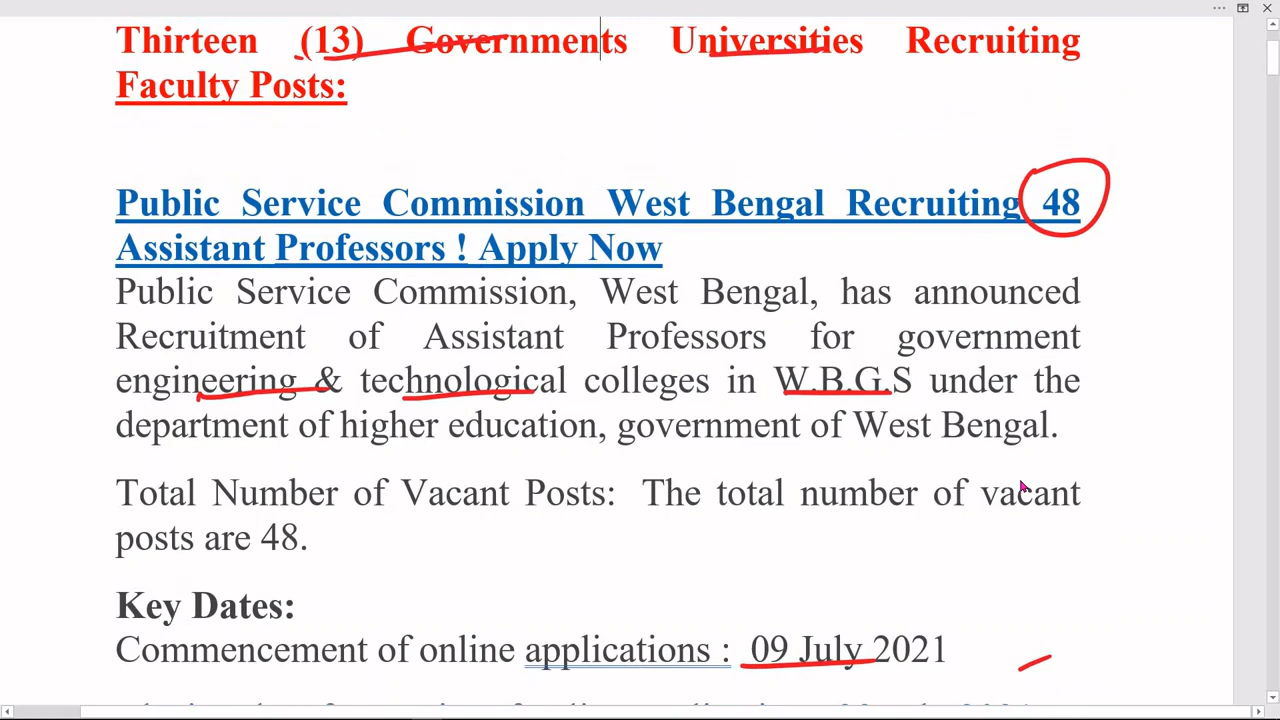 Thirteen (13) Governments Universities Recruiting
Faculty Posts:
Public Service Commission West Bengal Recruiting 48
Assistant Professors ! Apply Now
Public Service Commission, West Bengal, has announced
Recruitment of Assistant Professors for government
engineering & technological colleges in W.B.G.S under the
department of higher education, government of West Bengal.
Total Number of Vacant Posts: The total number of vacant
posts are 48.
Key Dates:
Commencement of online applications : 09 July 2021